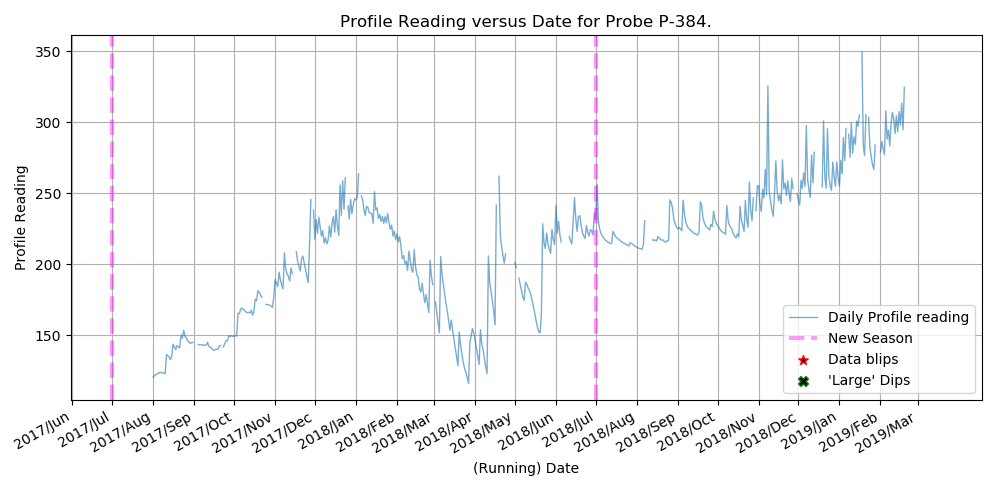 Profile Reading versus Date for Probe P-384.
Profile Reading
350
300
250
200
150
Daily Profile reading
New Season
Data blips
'Large' Dips
2017/Jun
2017/Jul
2017/Aug
2017/Sep
2017/Oct
2017/Nov
2017/Dec
2018/Jan
2018/Feb
2018/Mar
2018/Apr
2018/May
2018/Jun
2018/Jul
2018/Aug
2018/Sep
2018/Oct
2018/Nov
2018/Dec
2019/Jan
2019/Feb
2019/Mar
(Running) Date